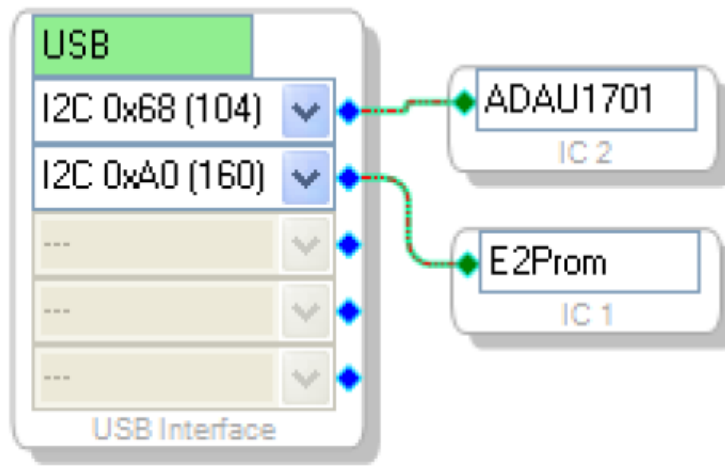 USB
I2C 0x68 (104)
I2C 0xA0 (160)
---
---
---
USB Interface
ADAU1701
IC 2
E2Prom
IC 1